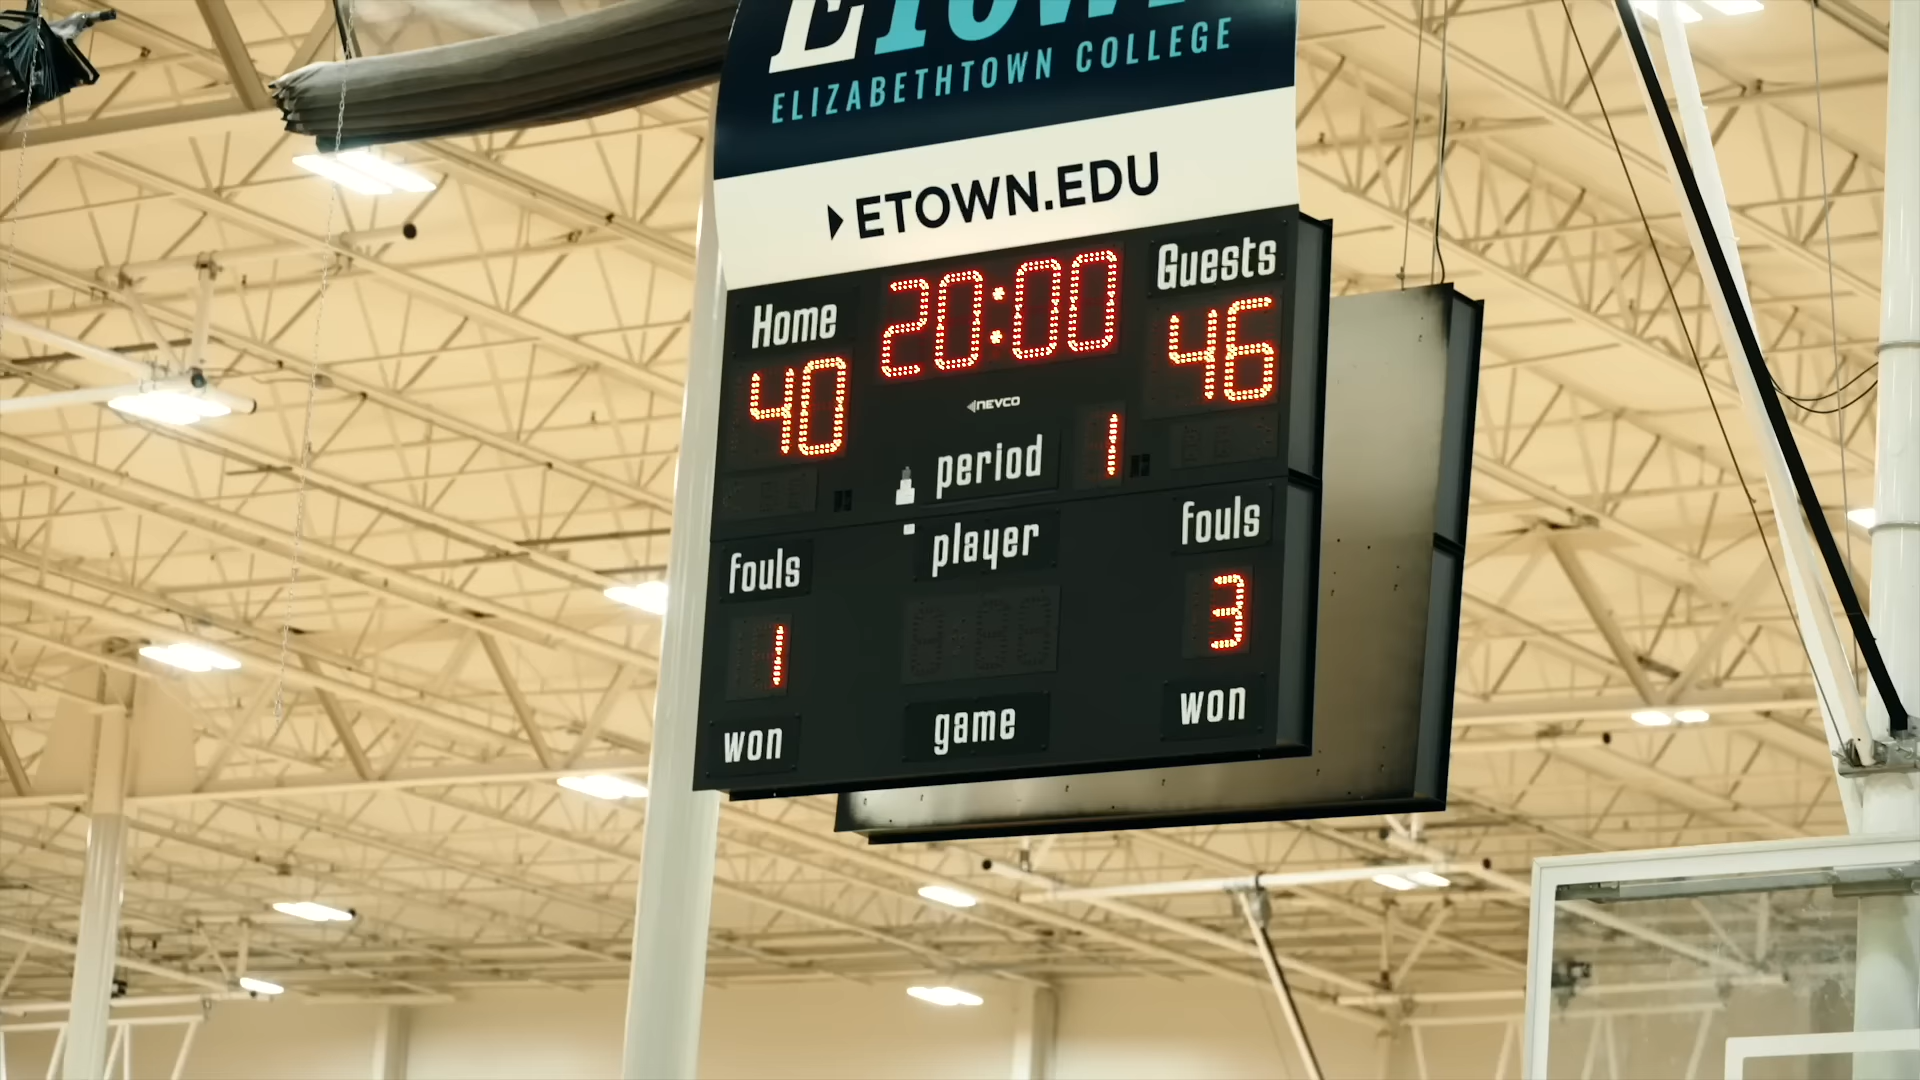 ETOWN
ELIZABETHTOWN COLLEGE
ETOWN.EDU
Home 20:00 Guests
40 46
NEVCO
period 1
player
fouls fouls
1 3
won game won